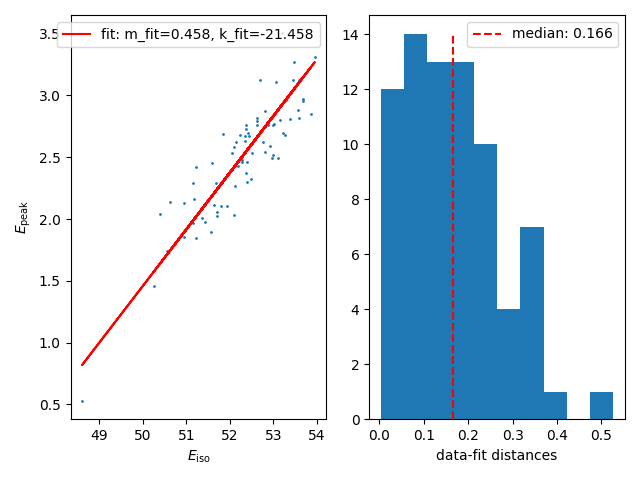 fit: m_fit=0.458, k_fit=-21.458
3.5
3.0
2.5
2.0
1.5
1.0
0.5
E_peak
49 50 51 52 53 54
E_iso
median: 0.166
14
12
10
8
6
4
2
0
0.0 0.1 0.2 0.3 0.4 0.5
data-fit distances